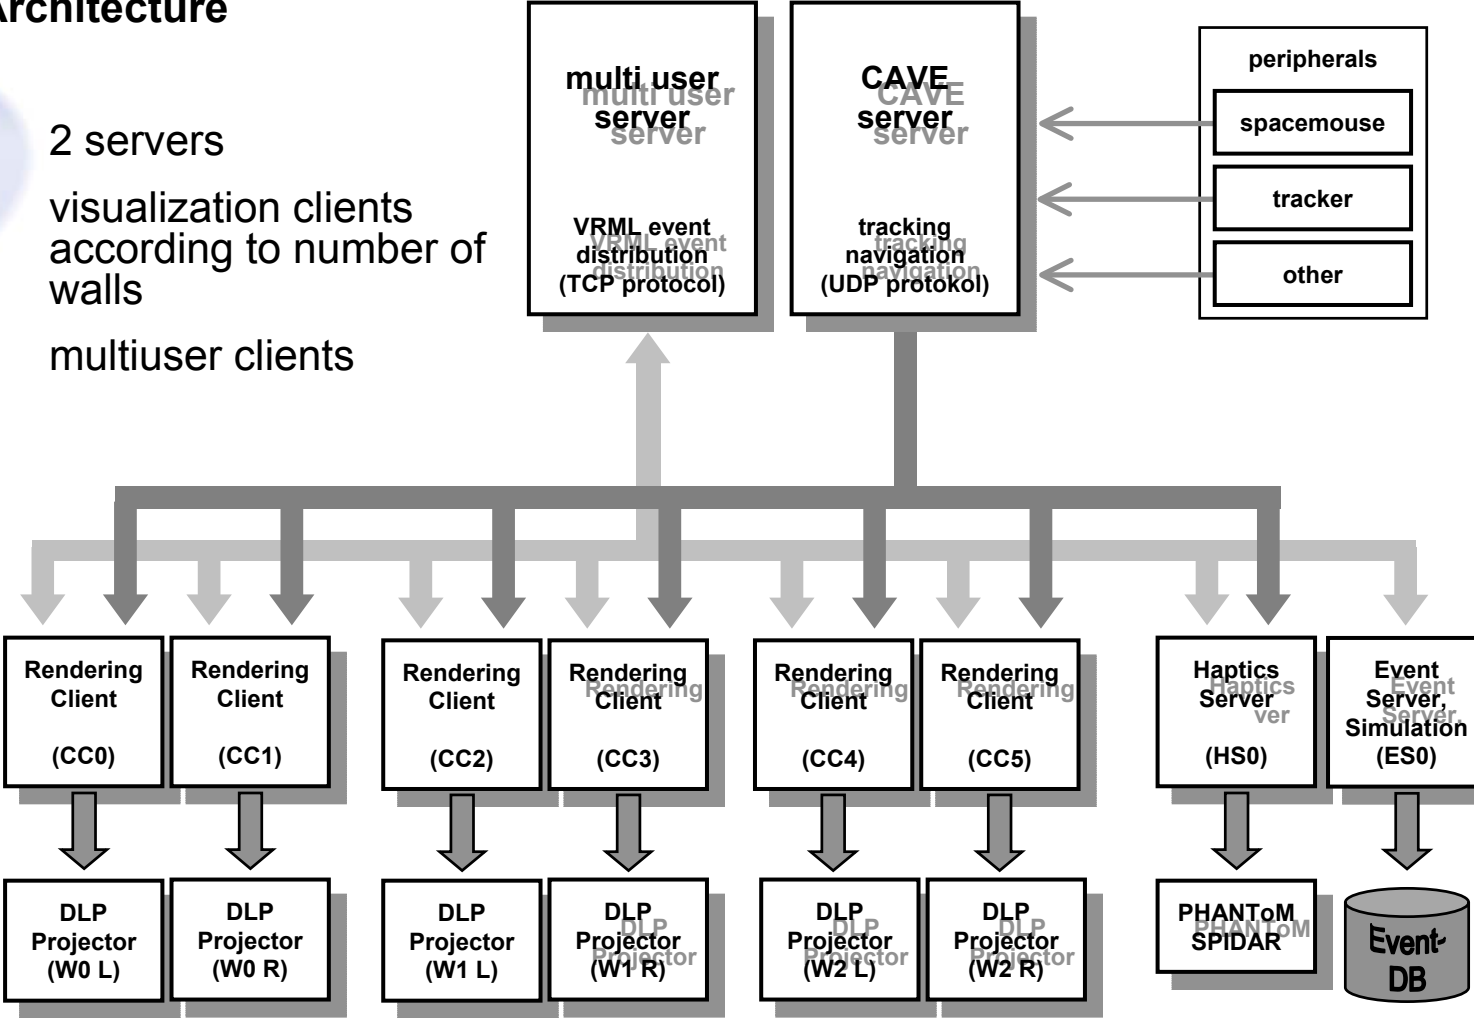 Architecture
2 servers
visualization clients
according to number of
walls
multiuser clients
multi user
server
VRML event
distribution
(TCP protocol)
CAVE
server
tracking
navigation
(UDP protokol)
peripherals
spacemouse
tracker
other
Rendering
Client
(CC0)
Rendering
Client
(CC1)
Rendering
Client
(CC2)
Rendering
Client
(CC3)
Rendering
Client
(CC4)
Rendering
Client
(CC5)
Haptics
Server
(HS0)
Event
Server,
Simulation
(ES0)
DLP
Projector
(W0 L)
DLP
Projector
(W0 R)
DLP
Projector
(W1 L)
DLP
Projector
(W1 R)
DLP
Projector
(W2 L)
DLP
Projector
(W2 R)
PHANToM
SPIDAR
Event-
DB